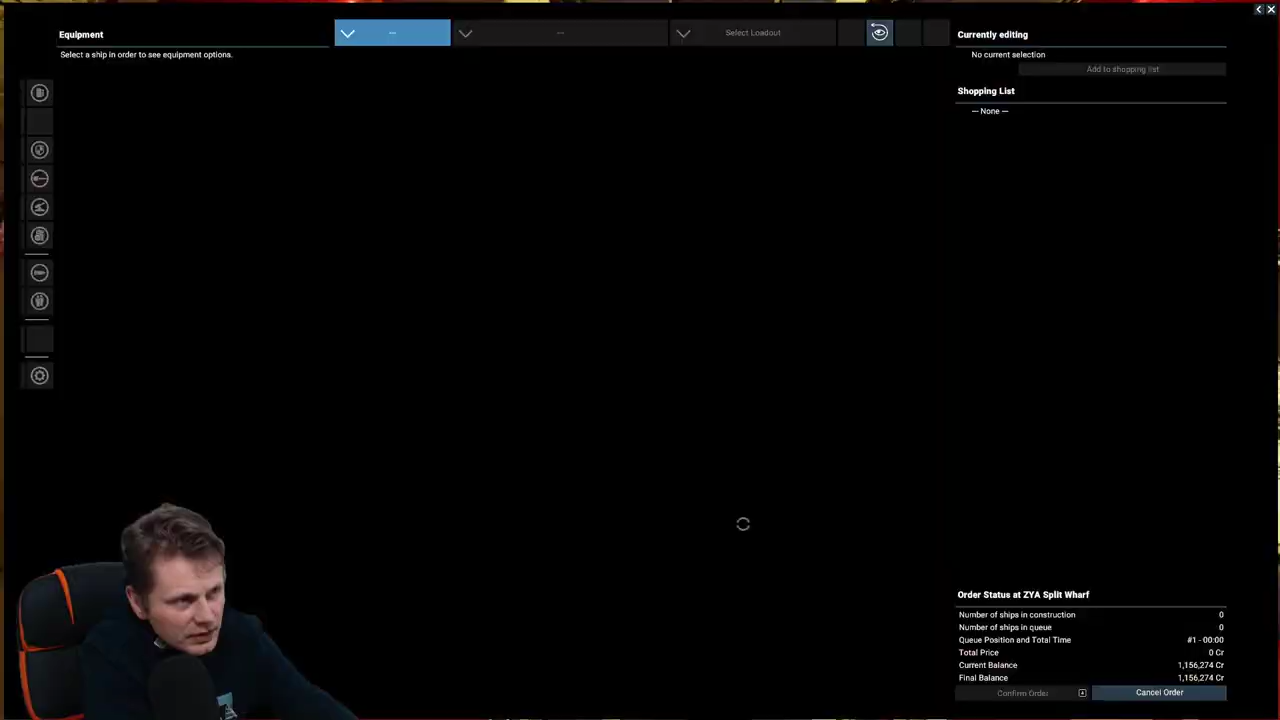 Equipment
Select a ship in order to see equipment options.
--
--
Select Loadout
Currently editing
No current selection
Add to shopping list
Shopping List
--- None ---
Order Status at ZYA Split Wharf
Number of ships in construction 0
Number of ships in queue 0
Queue Position and Total Time #1 - 00:00
Total Price 0 Cr
Current Balance 1,156,274 Cr
Final Balance 1,156,274 Cr
Confirm Order
Cancel Order